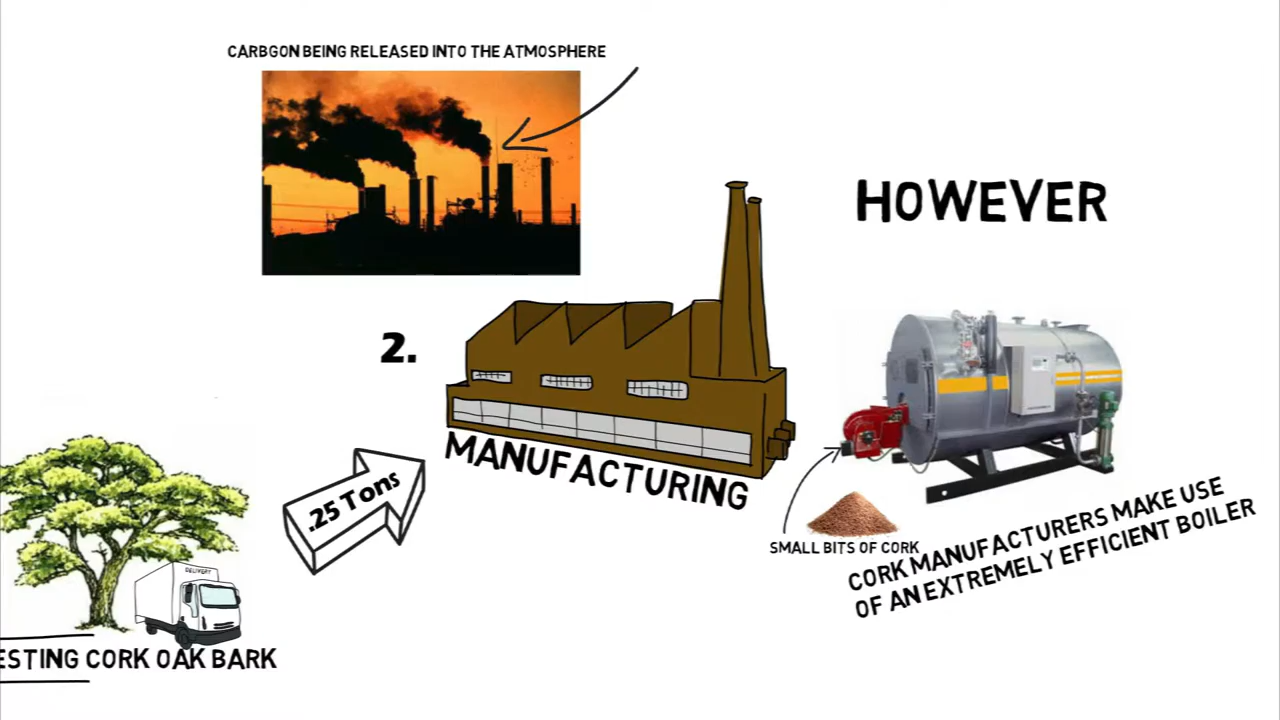 CARBGON BEING RELEASED INTO THE ATMOSPHERE
HOWEVER
2.
.25 Tons
MANUFACTURING
SMALL BITS OF CORK
CORK MANUFACTURERS MAKE USE
OF AN EXTREMELY EFFICIENT BOILER
DELIVERY
ESTING CORK OAK BARK